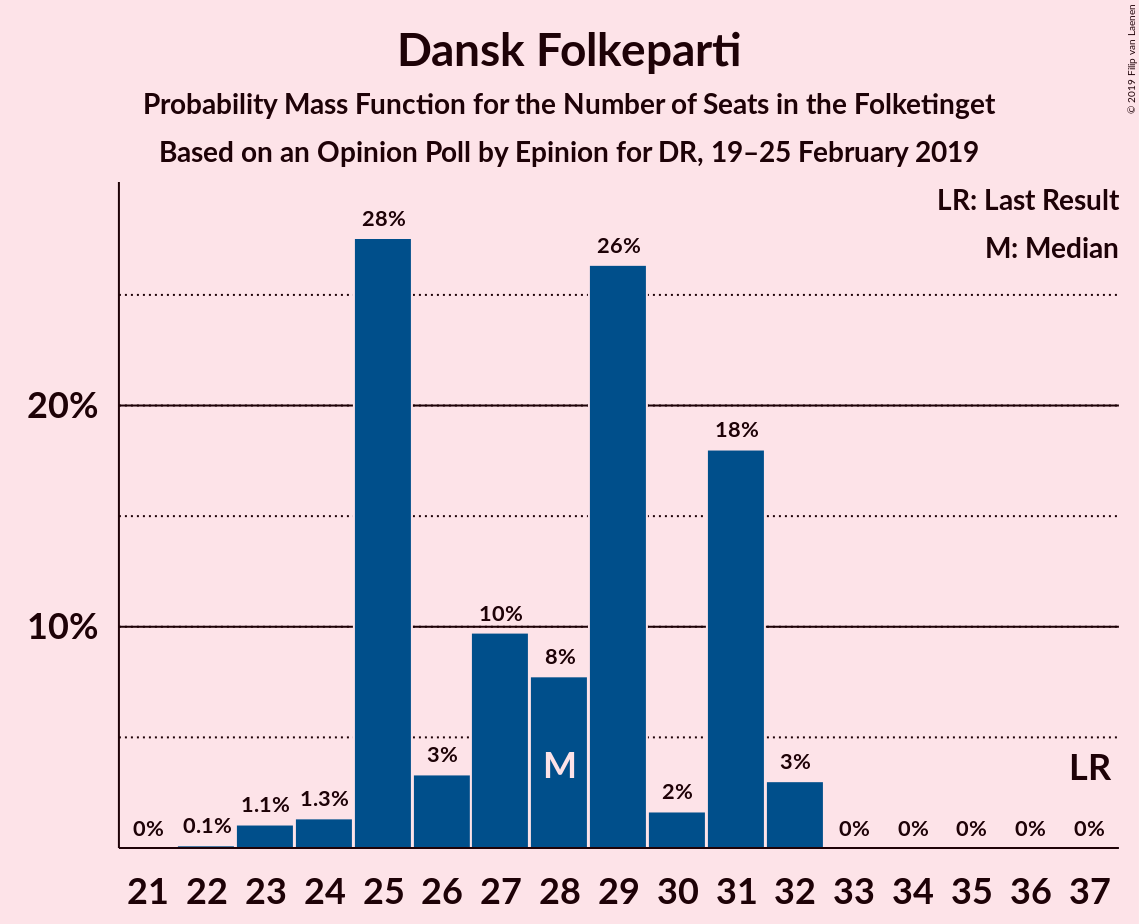 Dansk Folkeparti
Probability Mass Function for the Number of Seats in the Folketinget
Based on an Opinion Poll by Epinion for DR, 19–25 February 2019
© 2019 Filip van Laenen
LR: Last Result
M: Median
20%
10%
0%
0.1%
1.1%
1.3%
28%
3%
10%
8%
26%
2%
18%
3%
0%
0%
0%
0%
0%
M
LR
21 22 23 24 25 26 27 28 29 30 31 32 33 34 35 36 37